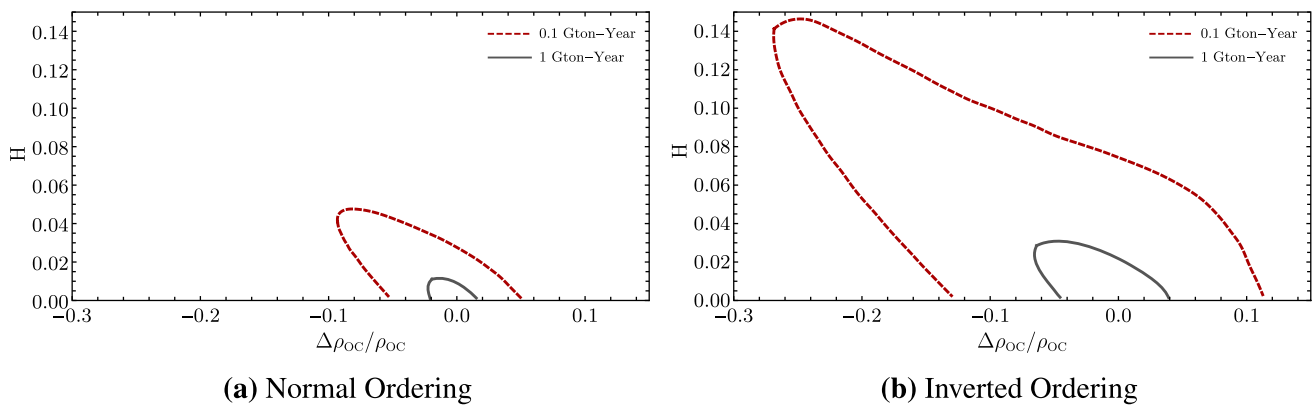 0.14
0.12
0.10
0.08
0.06
0.04
0.02
0.00
H
−0.3
−0.2
−0.1
0.0
0.1
Δρ_OC/ρ_OC
0.1 Gton−Year
1 Gton−Year
(a) Normal Ordering
0.14
0.12
0.10
0.08
0.06
0.04
0.02
0.00
H
−0.3
−0.2
−0.1
0.0
0.1
Δρ_OC/ρ_OC
0.1 Gton−Year
1 Gton−Year
(b) Inverted Ordering